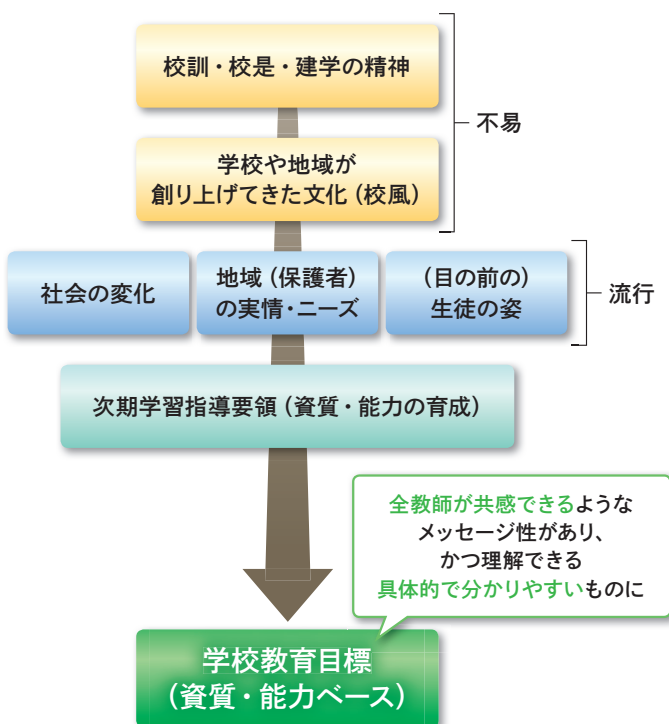 校訓・校是・建学の精神
不易
学校や地域が
創り上げてきた文化（校風）
社会の変化
地域（保護者）
の実情・ニーズ
（目の前の）
生徒の姿
流行
次期学習指導要領（資質・能力の育成）
全教師が共感できるような
メッセージ性があり、
かつ理解できる
具体的で分かりやすいものに
学校教育目標
（資質・能力ベース）